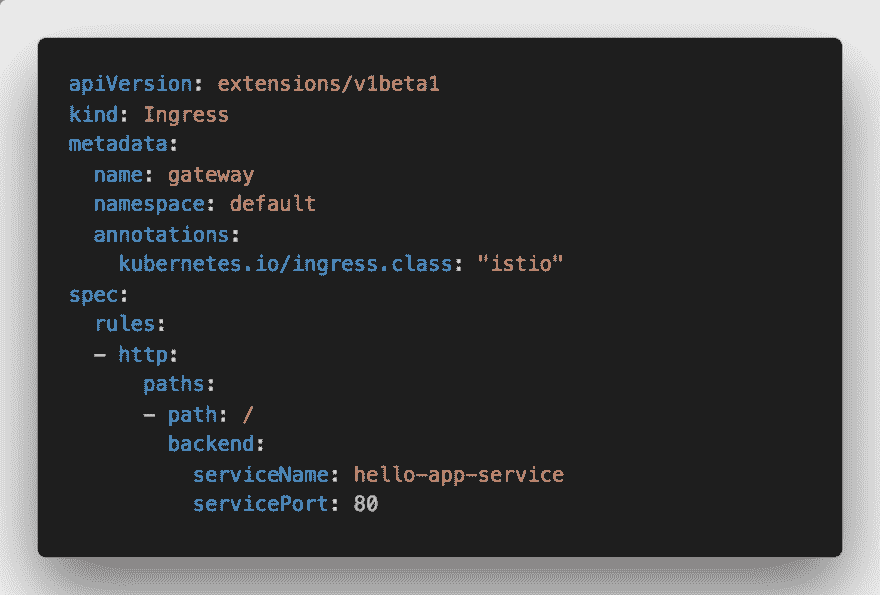 apiVersion: extensions/v1beta1
kind: Ingress
metadata:
  name: gateway
  namespace: default
  annotations:
    kubernetes.io/ingress.class: "istio"
spec:
  rules:
  - http:
      paths:
      - path: /
        backend:
          serviceName: hello-app-service
          servicePort: 80